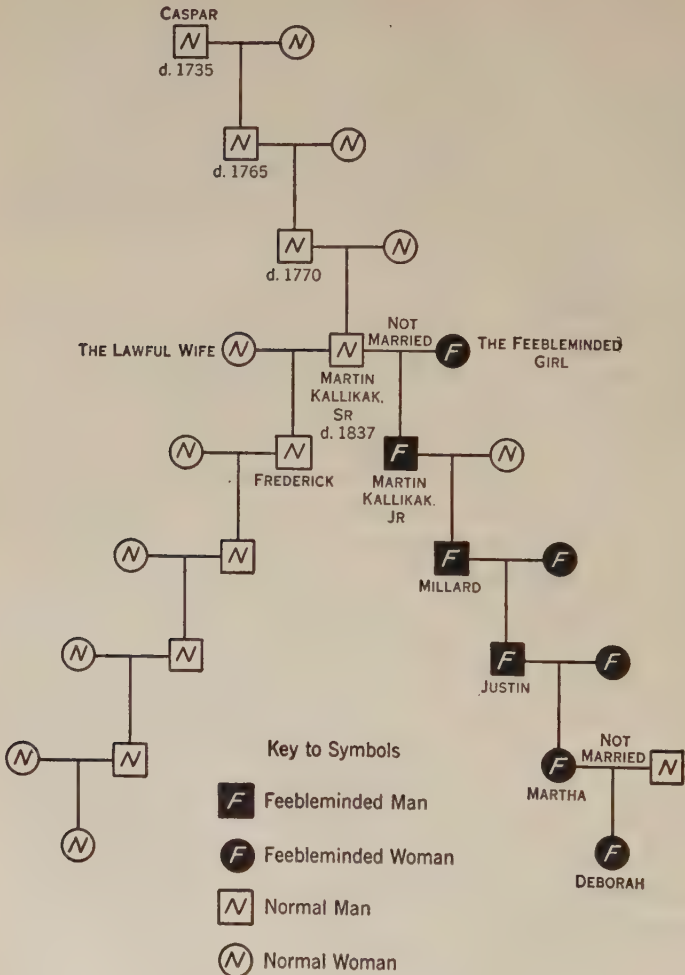 CASPAR
N N
d. 1735
N N
d. 1765
N N
d. 1770
NOT
MARRIED
THE LAWFUL WIFE N N F THE FEEBLEMINDED
GIRL
MARTIN
KALLIKAK,
SR
d. 1837
N N F N
FREDERICK MARTIN
KALLIKAK,
JR
N N F F
MILLARD
N N F F
JUSTIN
NOT
MARRIED
N N F N
MARTHA
N F
DEBORAH
Key to Symbols
F Feebleminded Man
F Feebleminded Woman
N Normal Man
N Normal Woman